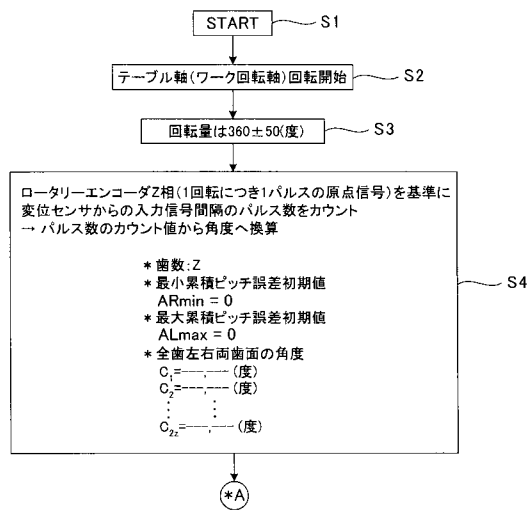 START
S1
テーブル軸(ワーク回転軸)回転開始
S2
回転量は360±50(度)
S3
ロータリーエンコーダZ相(1回転につき1パルスの原点信号)を基準に
変位センサからの入力信号間隔のパルス数をカウント
→ パルス数のカウント値から角度へ換算
S4
*歯数:Z
*最小累積ピッチ誤差初期値
ARmin = 0
*最大累積ピッチ誤差初期値
ALmax = 0
*全歯左右両歯面の角度
C₁=---,---(度)
C₂=---,---(度)
⋮ ⋮
C₂z=---,---(度)
*A